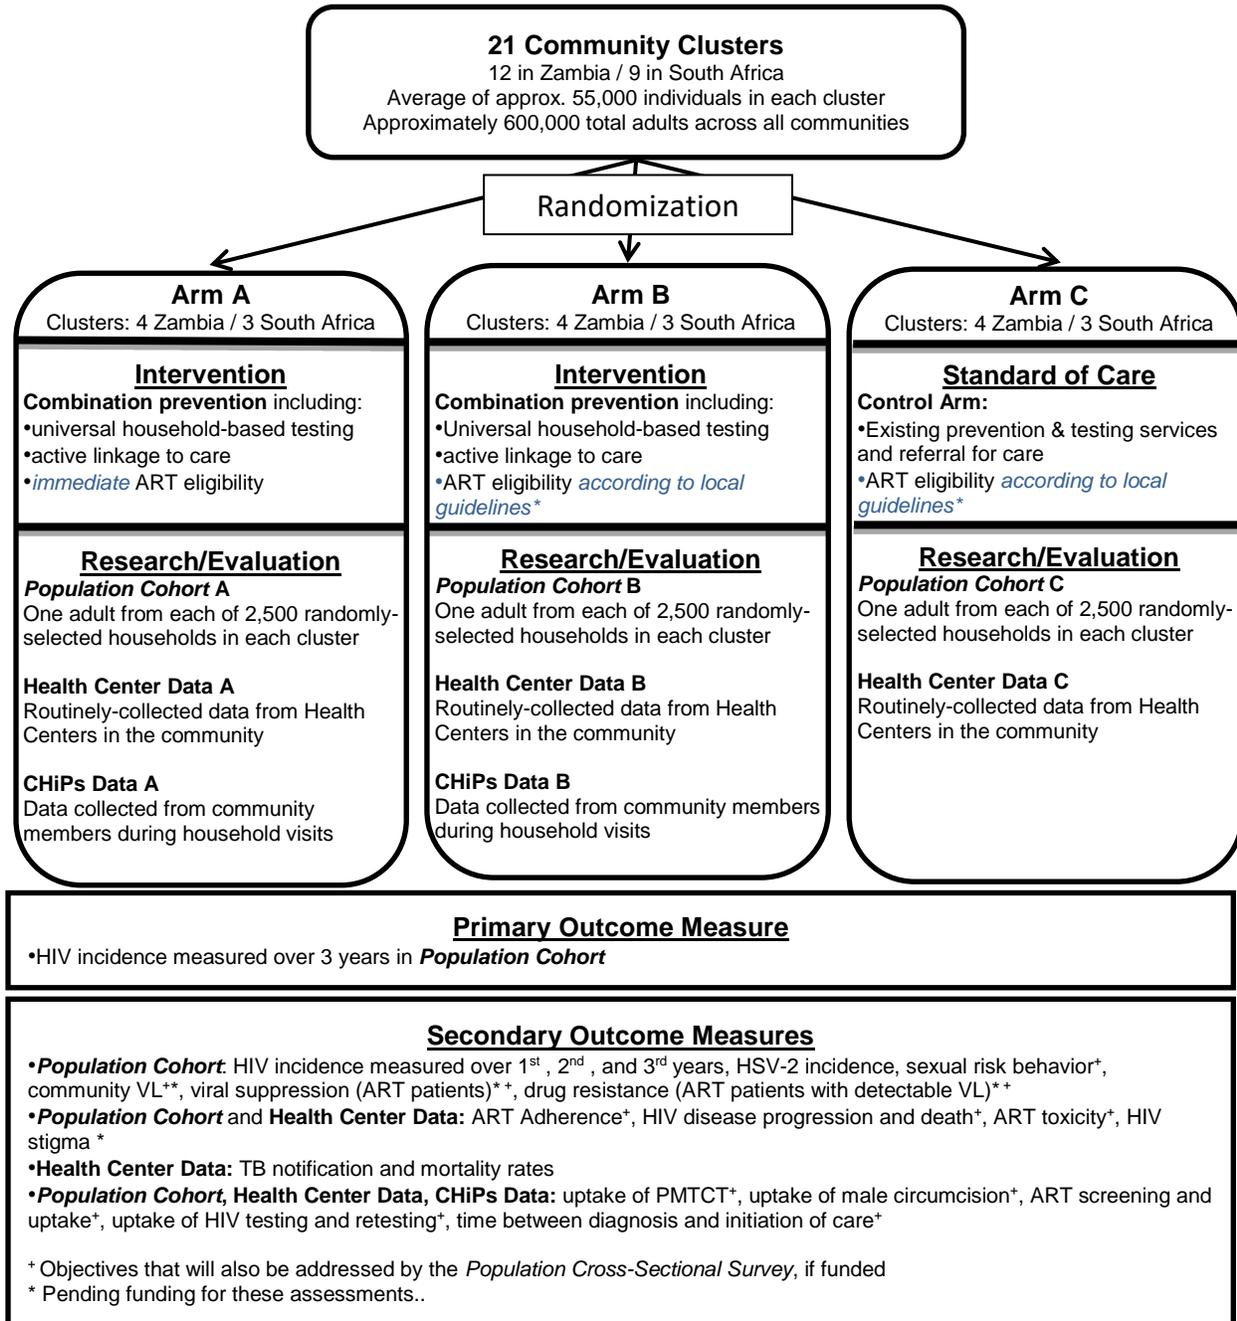 21 Community Clusters
12 in Zambia / 9 in South Africa
Average of approx. 55,000 individuals in each cluster
Approximately 600,000 total adults across all communities
Randomization
Arm A
Clusters: 4 Zambia / 3 South Africa
Intervention
Combination prevention including:
•universal household-based testing
•active linkage to care
•immediate ART eligibility
Research/Evaluation
Population Cohort A
One adult from each of 2,500 randomly-
selected households in each cluster
Health Center Data A
Routinely-collected data from Health
Centers in the community
CHiPs Data A
Data collected from community
members during household visits
Arm B
Clusters: 4 Zambia / 3 South Africa
Intervention
Combination prevention including:
•Universal household-based testing
•active linkage to care
•ART eligibility according to local
guidelines*
Research/Evaluation
Population Cohort B
One adult from each of 2,500 randomly-
selected households in each cluster
Health Center Data B
Routinely-collected data from Health
Centers in the community
CHiPs Data B
Data collected from community members
during household visits
Arm C
Clusters: 4 Zambia / 3 South Africa
Standard of Care
Control Arm:
•Existing prevention & testing services
and referral for care
•ART eligibility according to local
guidelines*
Research/Evaluation
Population Cohort C
One adult from each of 2,500 randomly-
selected households in each cluster
Health Center Data C
Routinely-collected data from Health
Centers in the community
Primary Outcome Measure
•HIV incidence measured over 3 years in Population Cohort
Secondary Outcome Measures
•Population Cohort: HIV incidence measured over 1st , 2nd , and 3rd years, HSV-2 incidence, sexual risk behavior+,
community VL+*, viral suppression (ART patients)* +, drug resistance (ART patients with detectable VL)* +
•Population Cohort and Health Center Data: ART Adherence+, HIV disease progression and death+, ART toxicity+, HIV
stigma *
•Health Center Data: TB notification and mortality rates
•Population Cohort, Health Center Data, CHiPs Data: uptake of PMTCT+, uptake of male circumcision+, ART screening and
uptake+, uptake of HIV testing and retesting+, time between diagnosis and initiation of care+
+ Objectives that will also be addressed by the Population Cross-Sectional Survey, if funded
* Pending funding for these assessments..